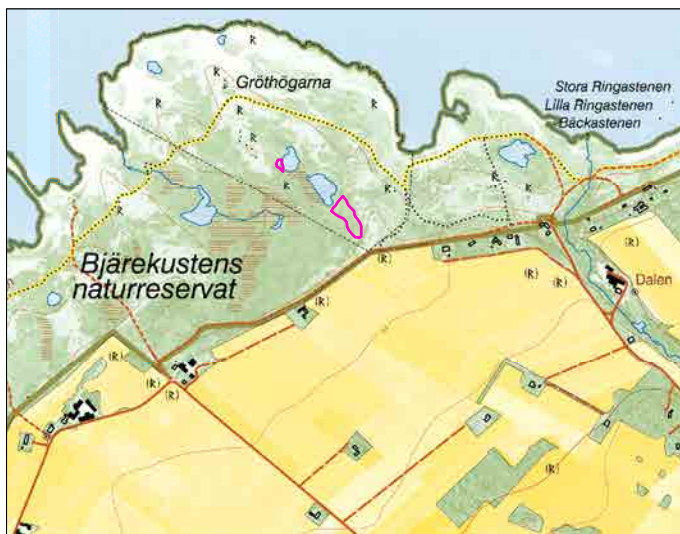 Gröthögarna
Stora Ringastenen
Lilla Ringastenen
Bäckastenen
Bjärekustens
naturreservat
Dalen
R
R
R
R
R
R
R
R
R
R
R
R
(R)
(R)
(R)
(R)
(R)
(R)
(R)
(R)
(R)